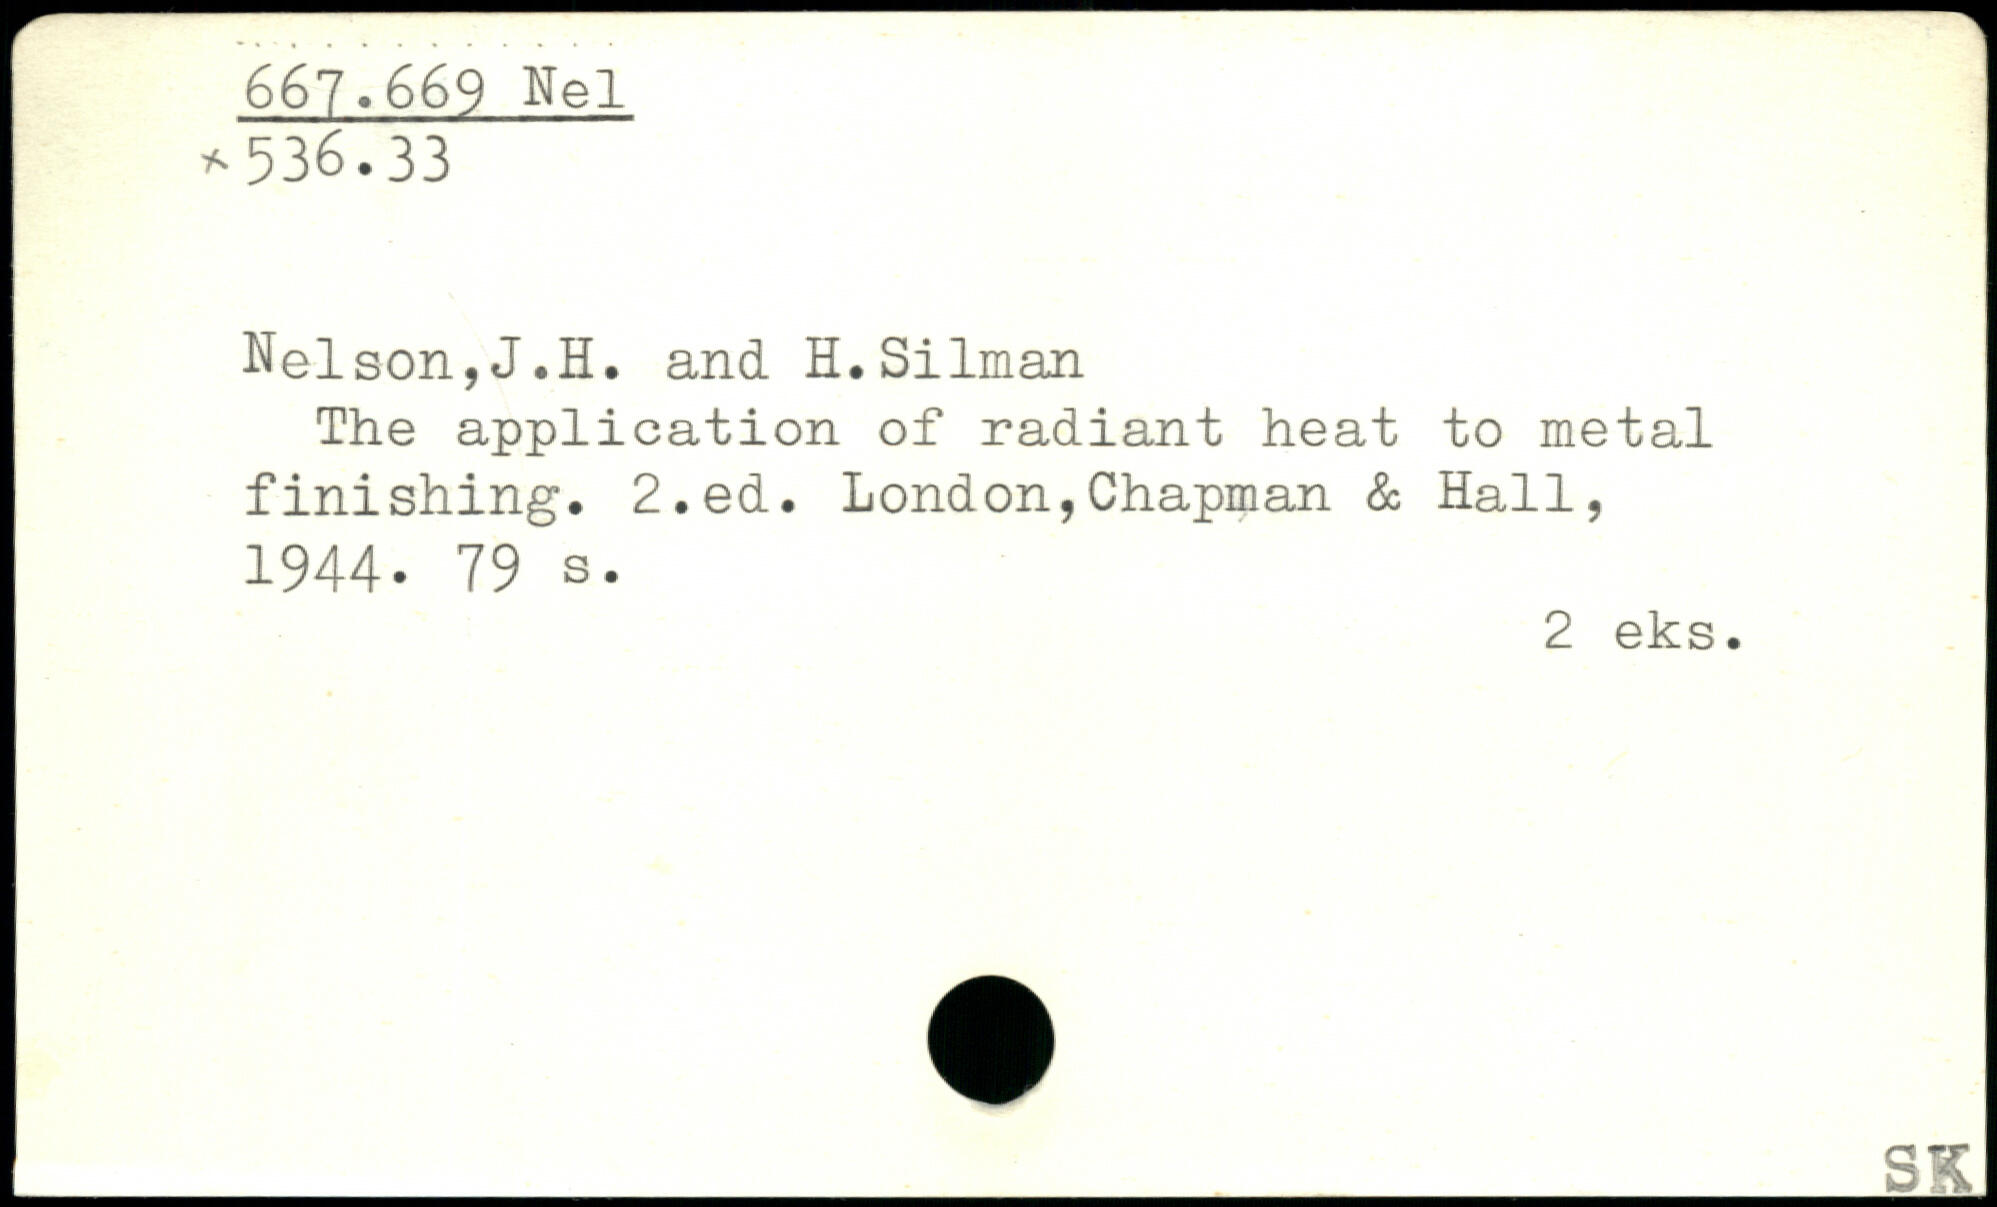 667.669 Nel
×536.33
Nelson,J.H. and H.Silman
The application of radiant heat to metal
finishing. 2.ed. London,Chapman & Hall,
1944. 79 s.
2 eks.
SK